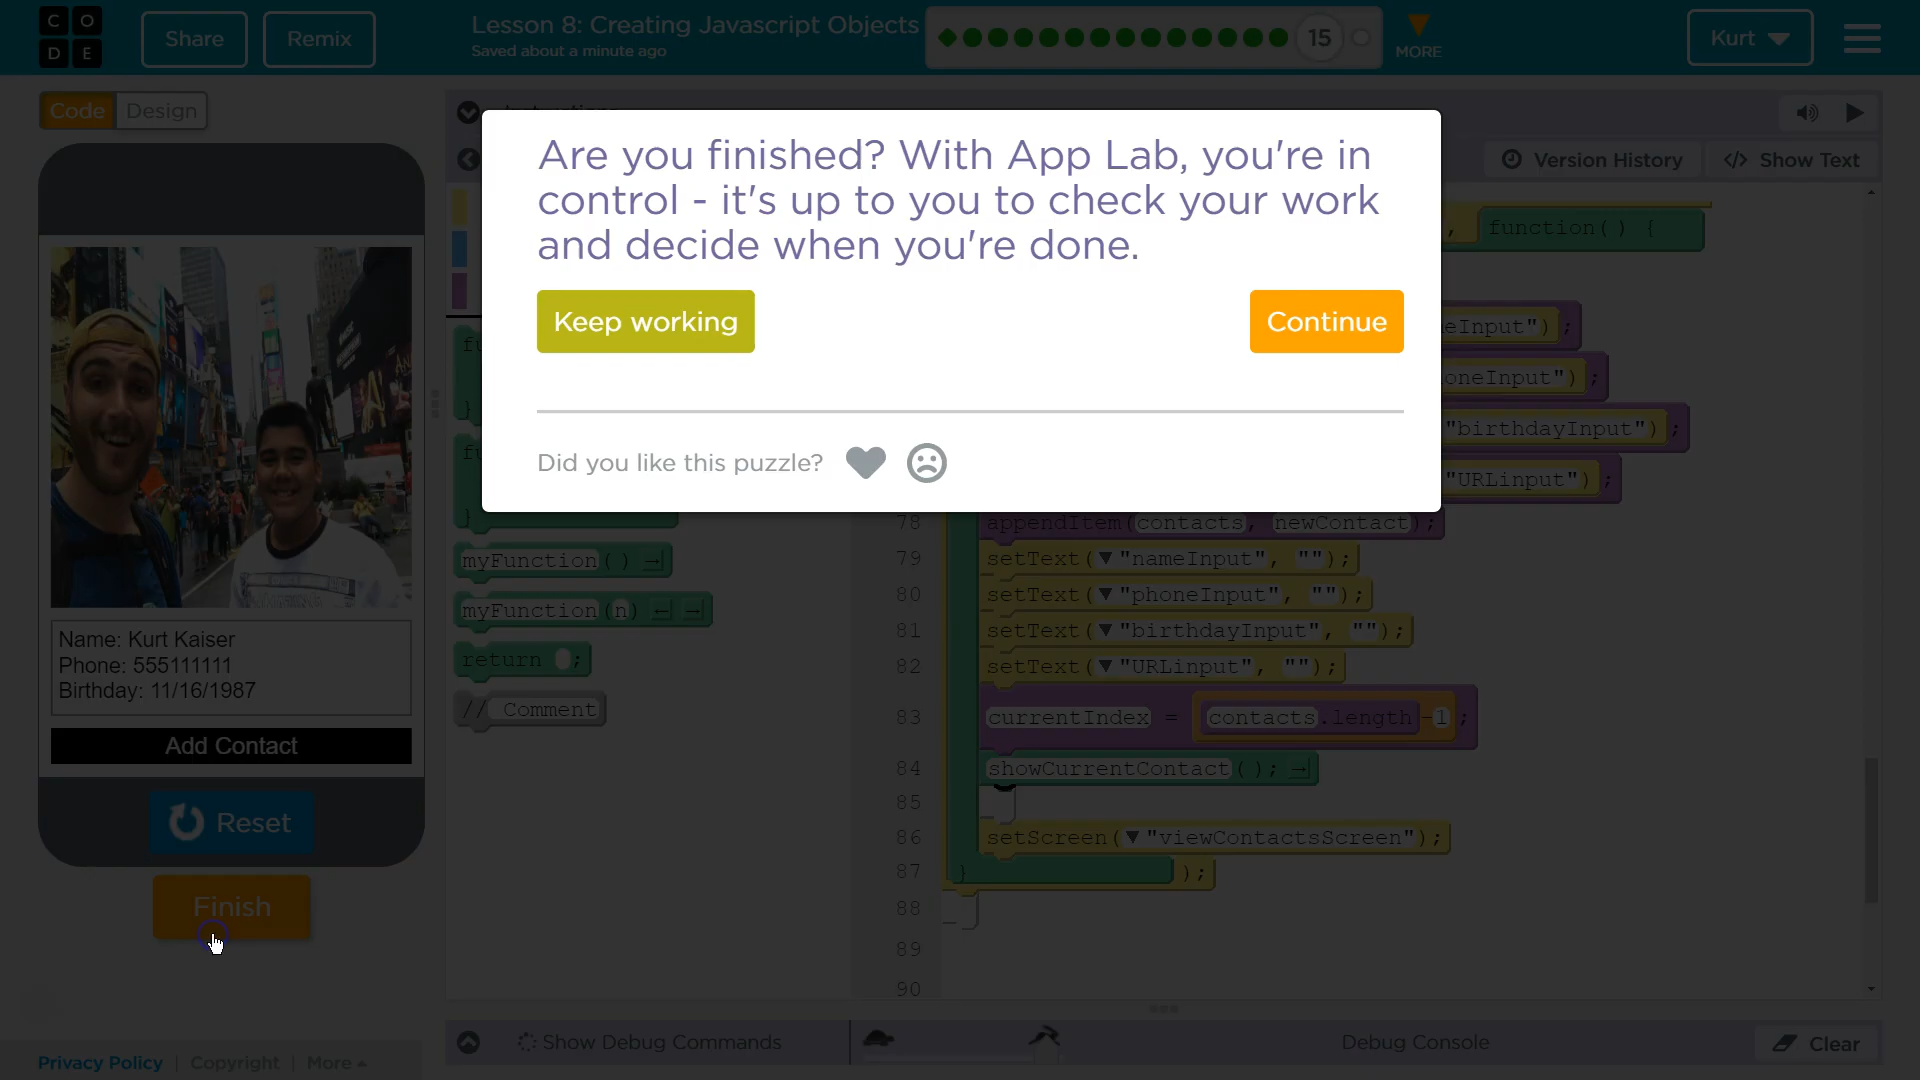 C O
D E
Share
Remix
Lesson 8: Creating Javascript Objects
Saved about a minute ago
15
MORE
Kurt
Code
Design
Version History
</> Show Text
Are you finished? With App Lab, you're in
control - it's up to you to check your work
and decide when you're done.
Keep working
Continue
Did you like this puzzle?
, function() {
eInput");
oneInput");
"birthdayInput");
"URLinput");
}
}
myFunction()
myFunction(n)
return ;
// Comment
78 appendItem(contacts, newContact);
79 setText("nameInput", "");
80 setText("phoneInput", "");
81 setText("birthdayInput", "");
82 setText("URLinput", "");
83 currentIndex = contacts.length-1;
84 showCurrentContact();
85
86 setScreen("viewContactsScreen");
87 } );
88
89
90
Name: Kurt Kaiser
Phone: 555111111
Birthday: 11/16/1987
Add Contact
Reset
Finish
Show Debug Commands
Debug Console
Clear
Privacy Policy | Copyright | More